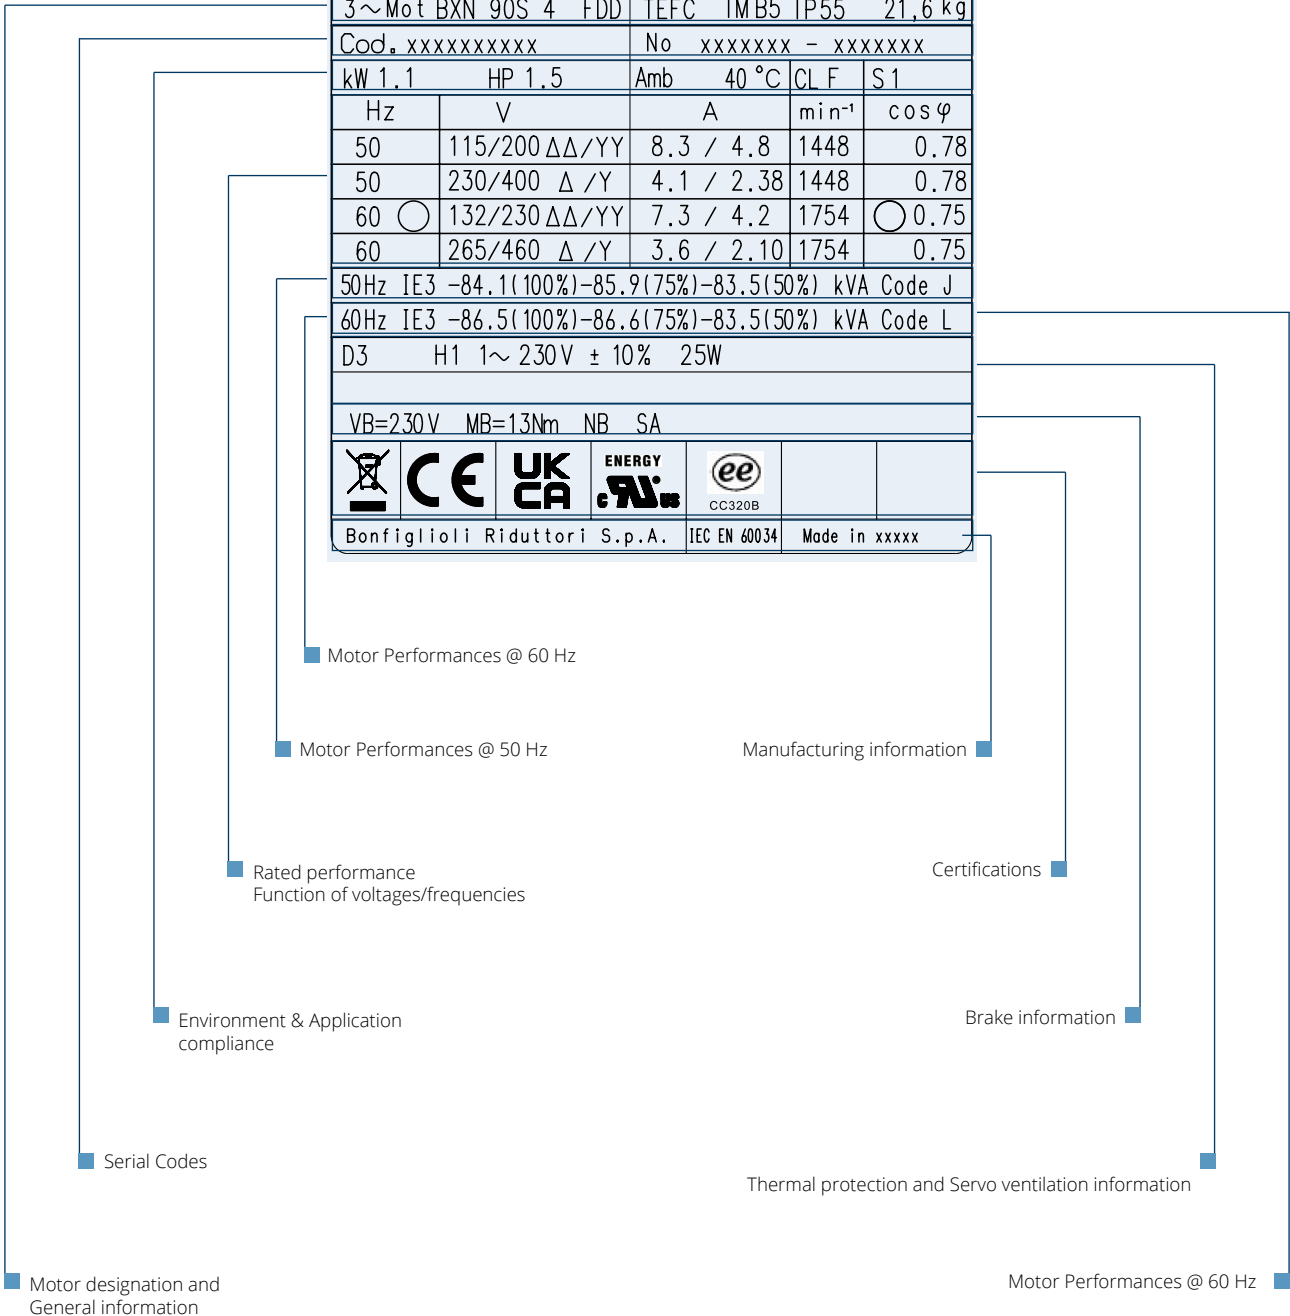 3～Mot BXN 90S 4 FDD TEFC IM B5 IP55 21,6 kg
Cod. xxxxxxxxxx No xxxxxxx - xxxxxxx
kW 1.1 HP 1.5 Amb 40 °C CL F S1
Hz V A min⁻¹ cosφ
50 115/200 ΔΔ/YY 8.3 / 4.8 1448 0.78
50 230/400 Δ /Y 4.1 / 2.38 1448 0.78
60 132/230 ΔΔ/YY 7.3 / 4.2 1754 0.75
60 265/460 Δ /Y 3.6 / 2.10 1754 0.75
50Hz IE3 -84.1(100%)-85.9(75%)-83.5(50%) kVA Code J
60Hz IE3 -86.5(100%)-86.6(75%)-83.5(50%) kVA Code L
D3 H1 1～ 230V ± 10% 25W
VB=230V MB=13Nm NB SA
CE UK CA ENERGY c RU us ee CC320B
Bonfiglioli Riduttori S.p.A. IEC EN 60034 Made in xxxxx
Motor Performances @ 60 Hz
Motor Performances @ 50 Hz
Manufacturing information
Rated performance
Function of voltages/frequencies
Certifications
Environment & Application
compliance
Brake information
Serial Codes
Thermal protection and Servo ventilation information
Motor designation and
General information
Motor Performances @ 60 Hz